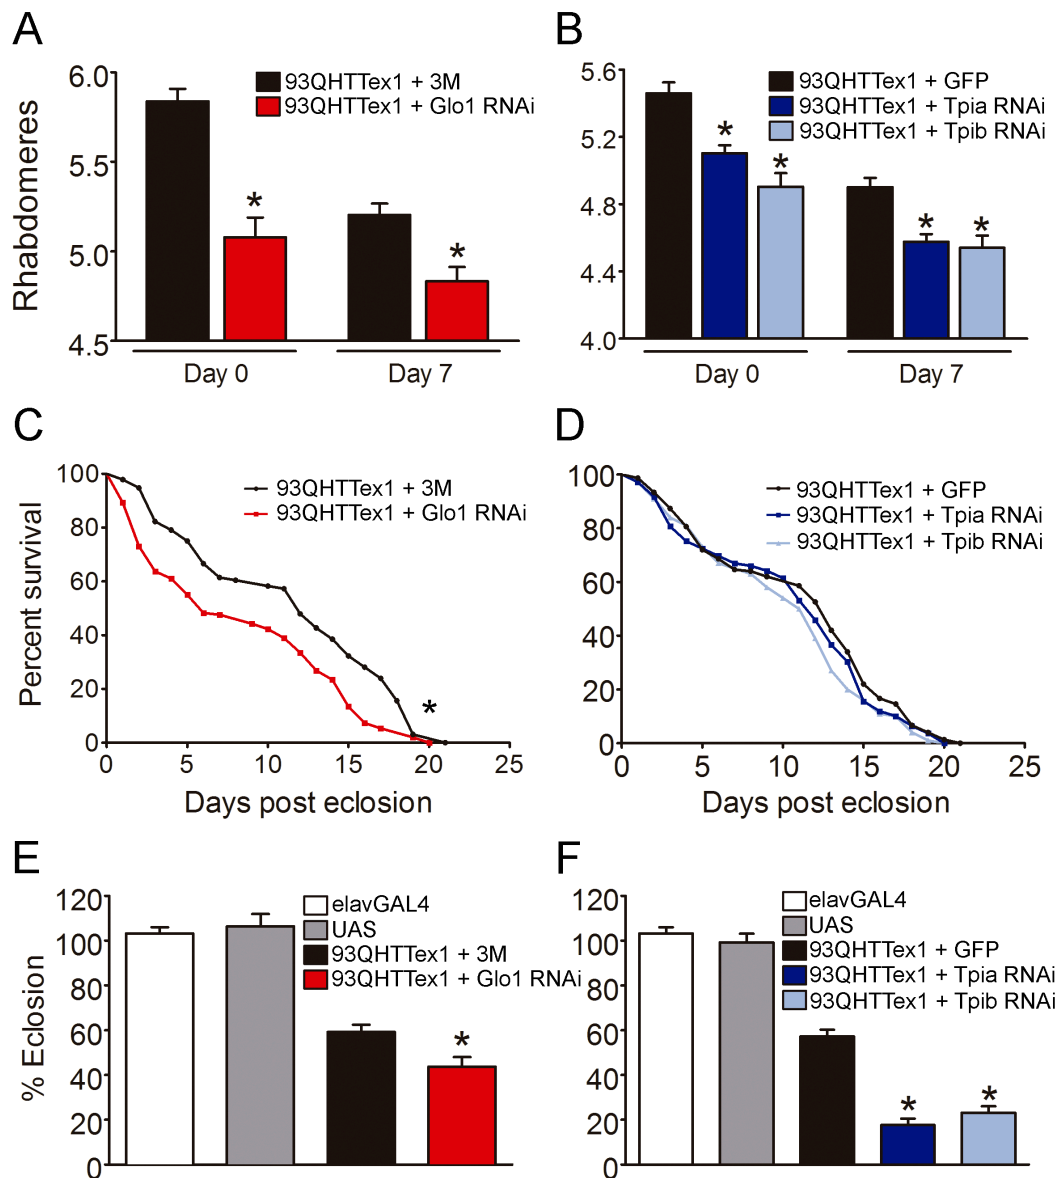 A
Rhabdomeres
6.0
5.5
5.0
4.5
93QHTTex1 + 3M
93QHTTex1 + Glo1 RNAi
*
*
Day 0
Day 7
B
5.6
5.2
4.8
4.4
4.0
93QHTTex1 + GFP
93QHTTex1 + Tpia RNAi
93QHTTex1 + Tpib RNAi
*
*
*
*
Day 0
Day 7
C
Percent survival
100
80
60
40
20
0
93QHTTex1 + 3M
93QHTTex1 + Glo1 RNAi
*
0 5 10 15 20 25
Days post eclosion
D
100
80
60
40
20
0
93QHTTex1 + GFP
93QHTTex1 + Tpia RNAi
93QHTTex1 + Tpib RNAi
0 5 10 15 20 25
Days post eclosion
E
% Eclosion
120
100
80
60
40
20
0
elavGAL4
UAS
93QHTTex1 + 3M
93QHTTex1 + Glo1 RNAi
*
F
120
100
80
60
40
20
0
elavGAL4
UAS
93QHTTex1 + GFP
93QHTTex1 + Tpia RNAi
93QHTTex1 + Tpib RNAi
*
*